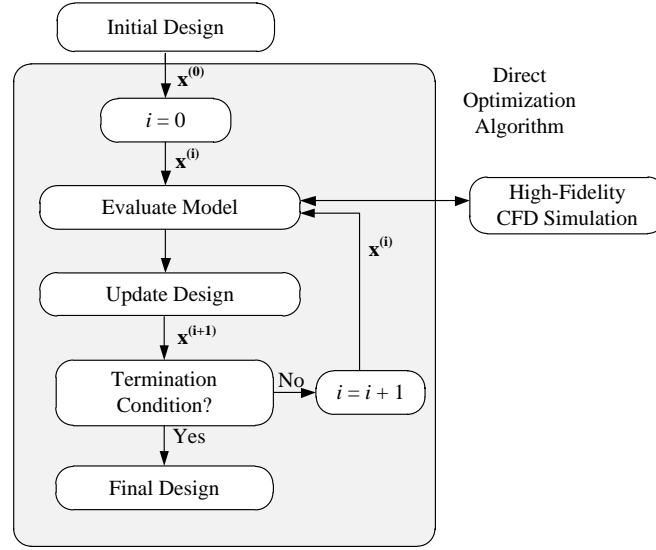 Initial Design
x^(0)
Direct
Optimization
Algorithm
i = 0
x^(i)
Evaluate Model
High-Fidelity
CFD Simulation
x^(i)
Update Design
x^(i+1)
Termination
Condition?
No
i = i + 1
Yes
Final Design